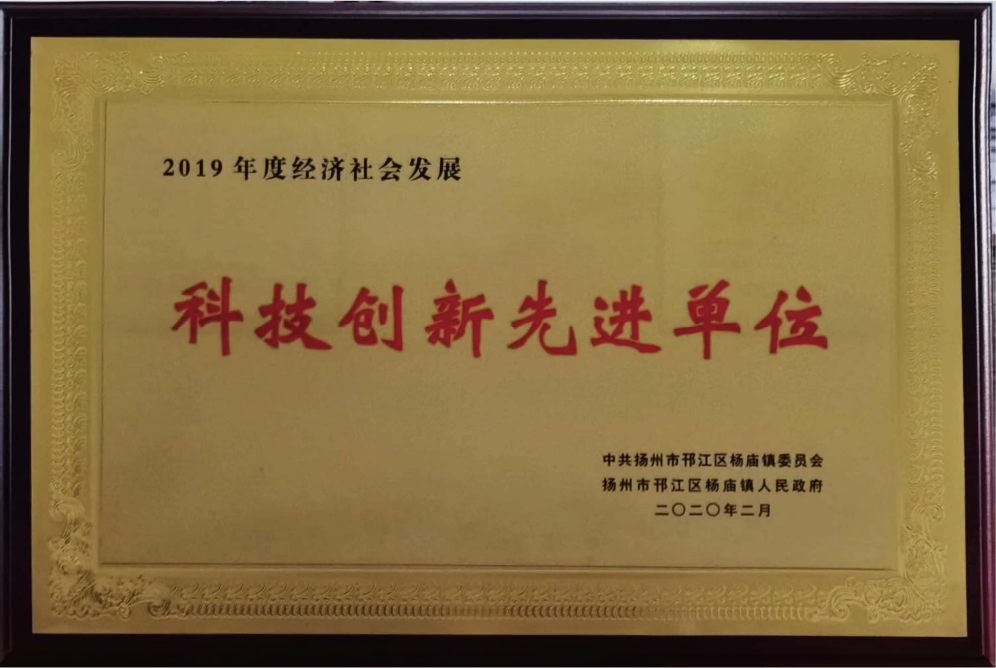 2019年度经济社会发展
科技创新先进单位
中共扬州市邗江区杨庙镇委员会
扬州市邗江区杨庙镇人民政府
二〇二〇年二月